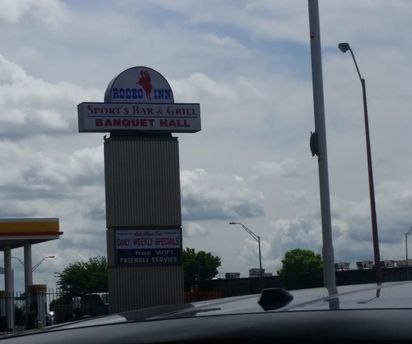 RODEO INN
SPORT'S BAR & GRILL
BANQUET HALL
DAILY WEEKLY SPECIALS
free WiFi
FRIENDLY SERVICE